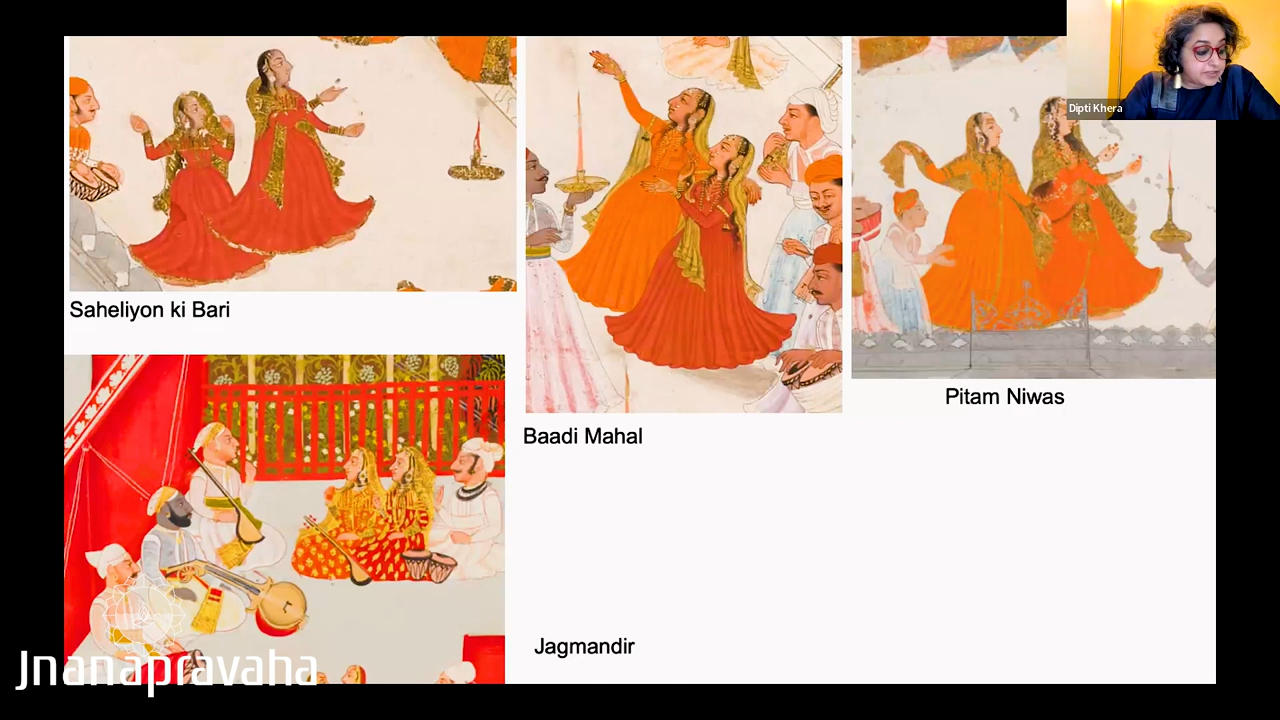 Dipti Khera
Saheliyon ki Bari
Pitam Niwas
Baadi Mahal
Jagmandir
Jnanapravaha